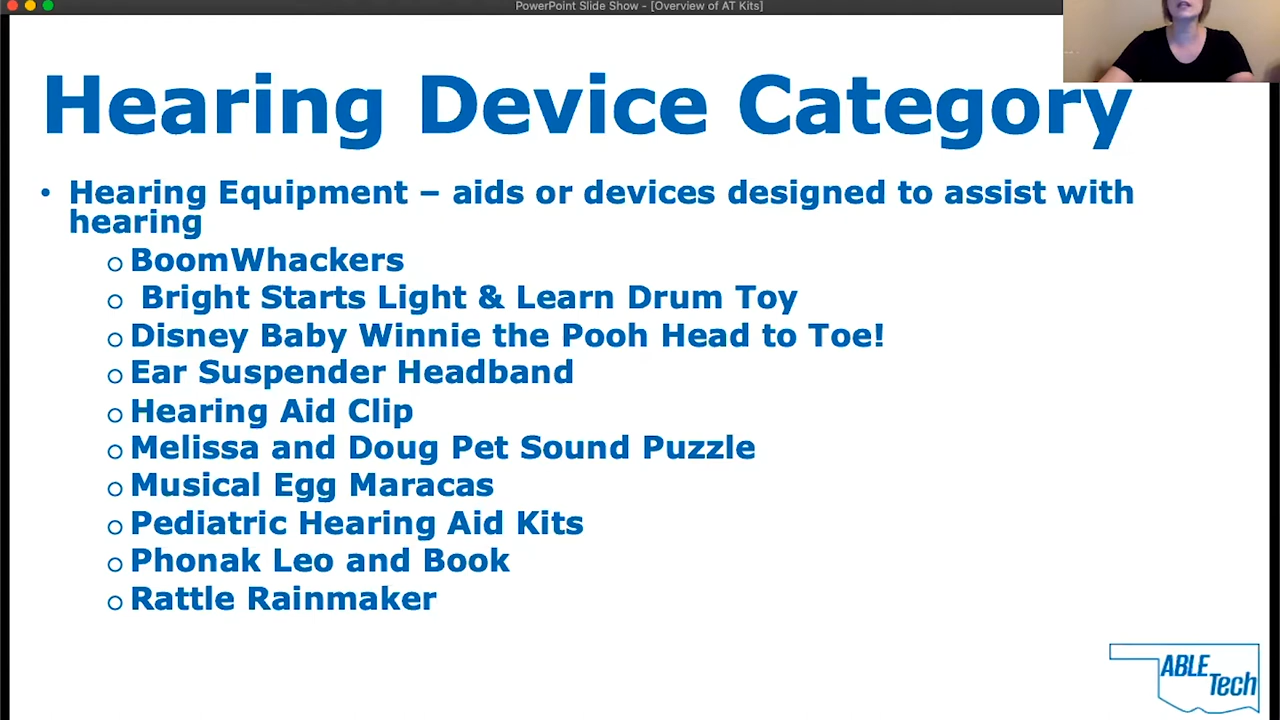 PowerPoint Slide Show - [Overview of AT Kits]
Hearing Device Category
• Hearing Equipment – aids or devices designed to assist with
hearing
o BoomWhackers
o Bright Starts Light & Learn Drum Toy
o Disney Baby Winnie the Pooh Head to Toe!
o Ear Suspender Headband
o Hearing Aid Clip
o Melissa and Doug Pet Sound Puzzle
o Musical Egg Maracas
o Pediatric Hearing Aid Kits
o Phonak Leo and Book
o Rattle Rainmaker
ABLE
Tech